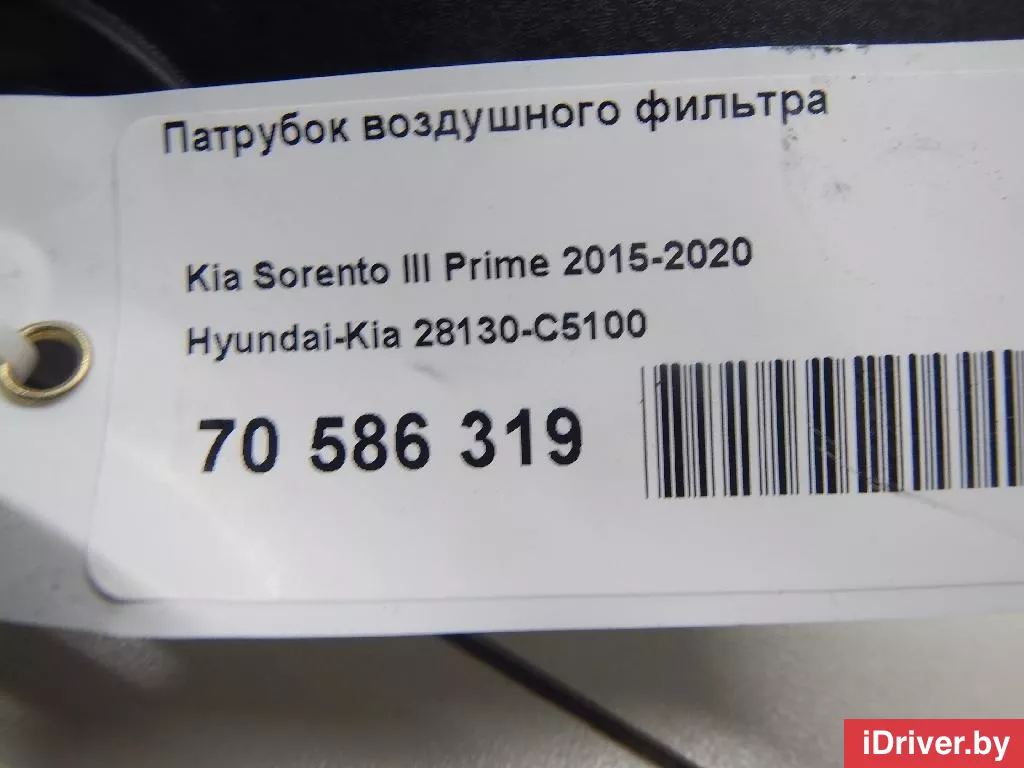 Патрубок воздушного фильтра
Kia Sorento III Prime 2015-2020
Hyundai-Kia 28130-C5100
70 586 319
iDriver.by